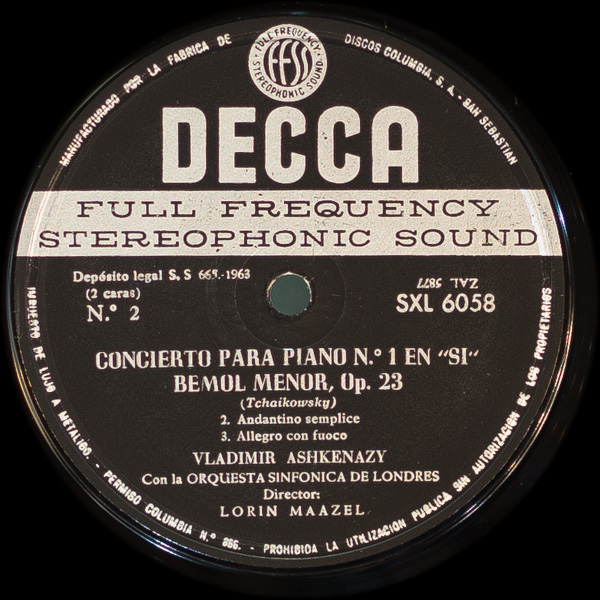 MANUFACTURADO POR LA FABRICA DE DISCOS COLUMBIA, S. A. - SAN SEBASTIAN
FULL FREQUENCY
FFSS
STEREOPHONIC SOUND
DECCA
FULL FREQUENCY
STEREOPHONIC SOUND
Depósito legal S. S 665.-1963
(2 caras)
N.º 2
ZAL 5877
SXL 6058
CONCIERTO PARA PIANO N.º 1 EN "SI"
BEMOL MENOR, Op. 23
(Tchaikowsky)
2. Andantino semplice
3. Allegro con fuoco
VLADIMIR ASHKENAZY
Con la ORQUESTA SINFONICA DE LONDRES
Director:
LORIN MAAZEL
IMPUESTO DE LUJO A METALICO. - PERMISO COLUMBIA N.º 866. - PROHIBIDA LA UTILIZACION PUBLICA SIN AUTORIZACION DE LOS PROPIETARIOS